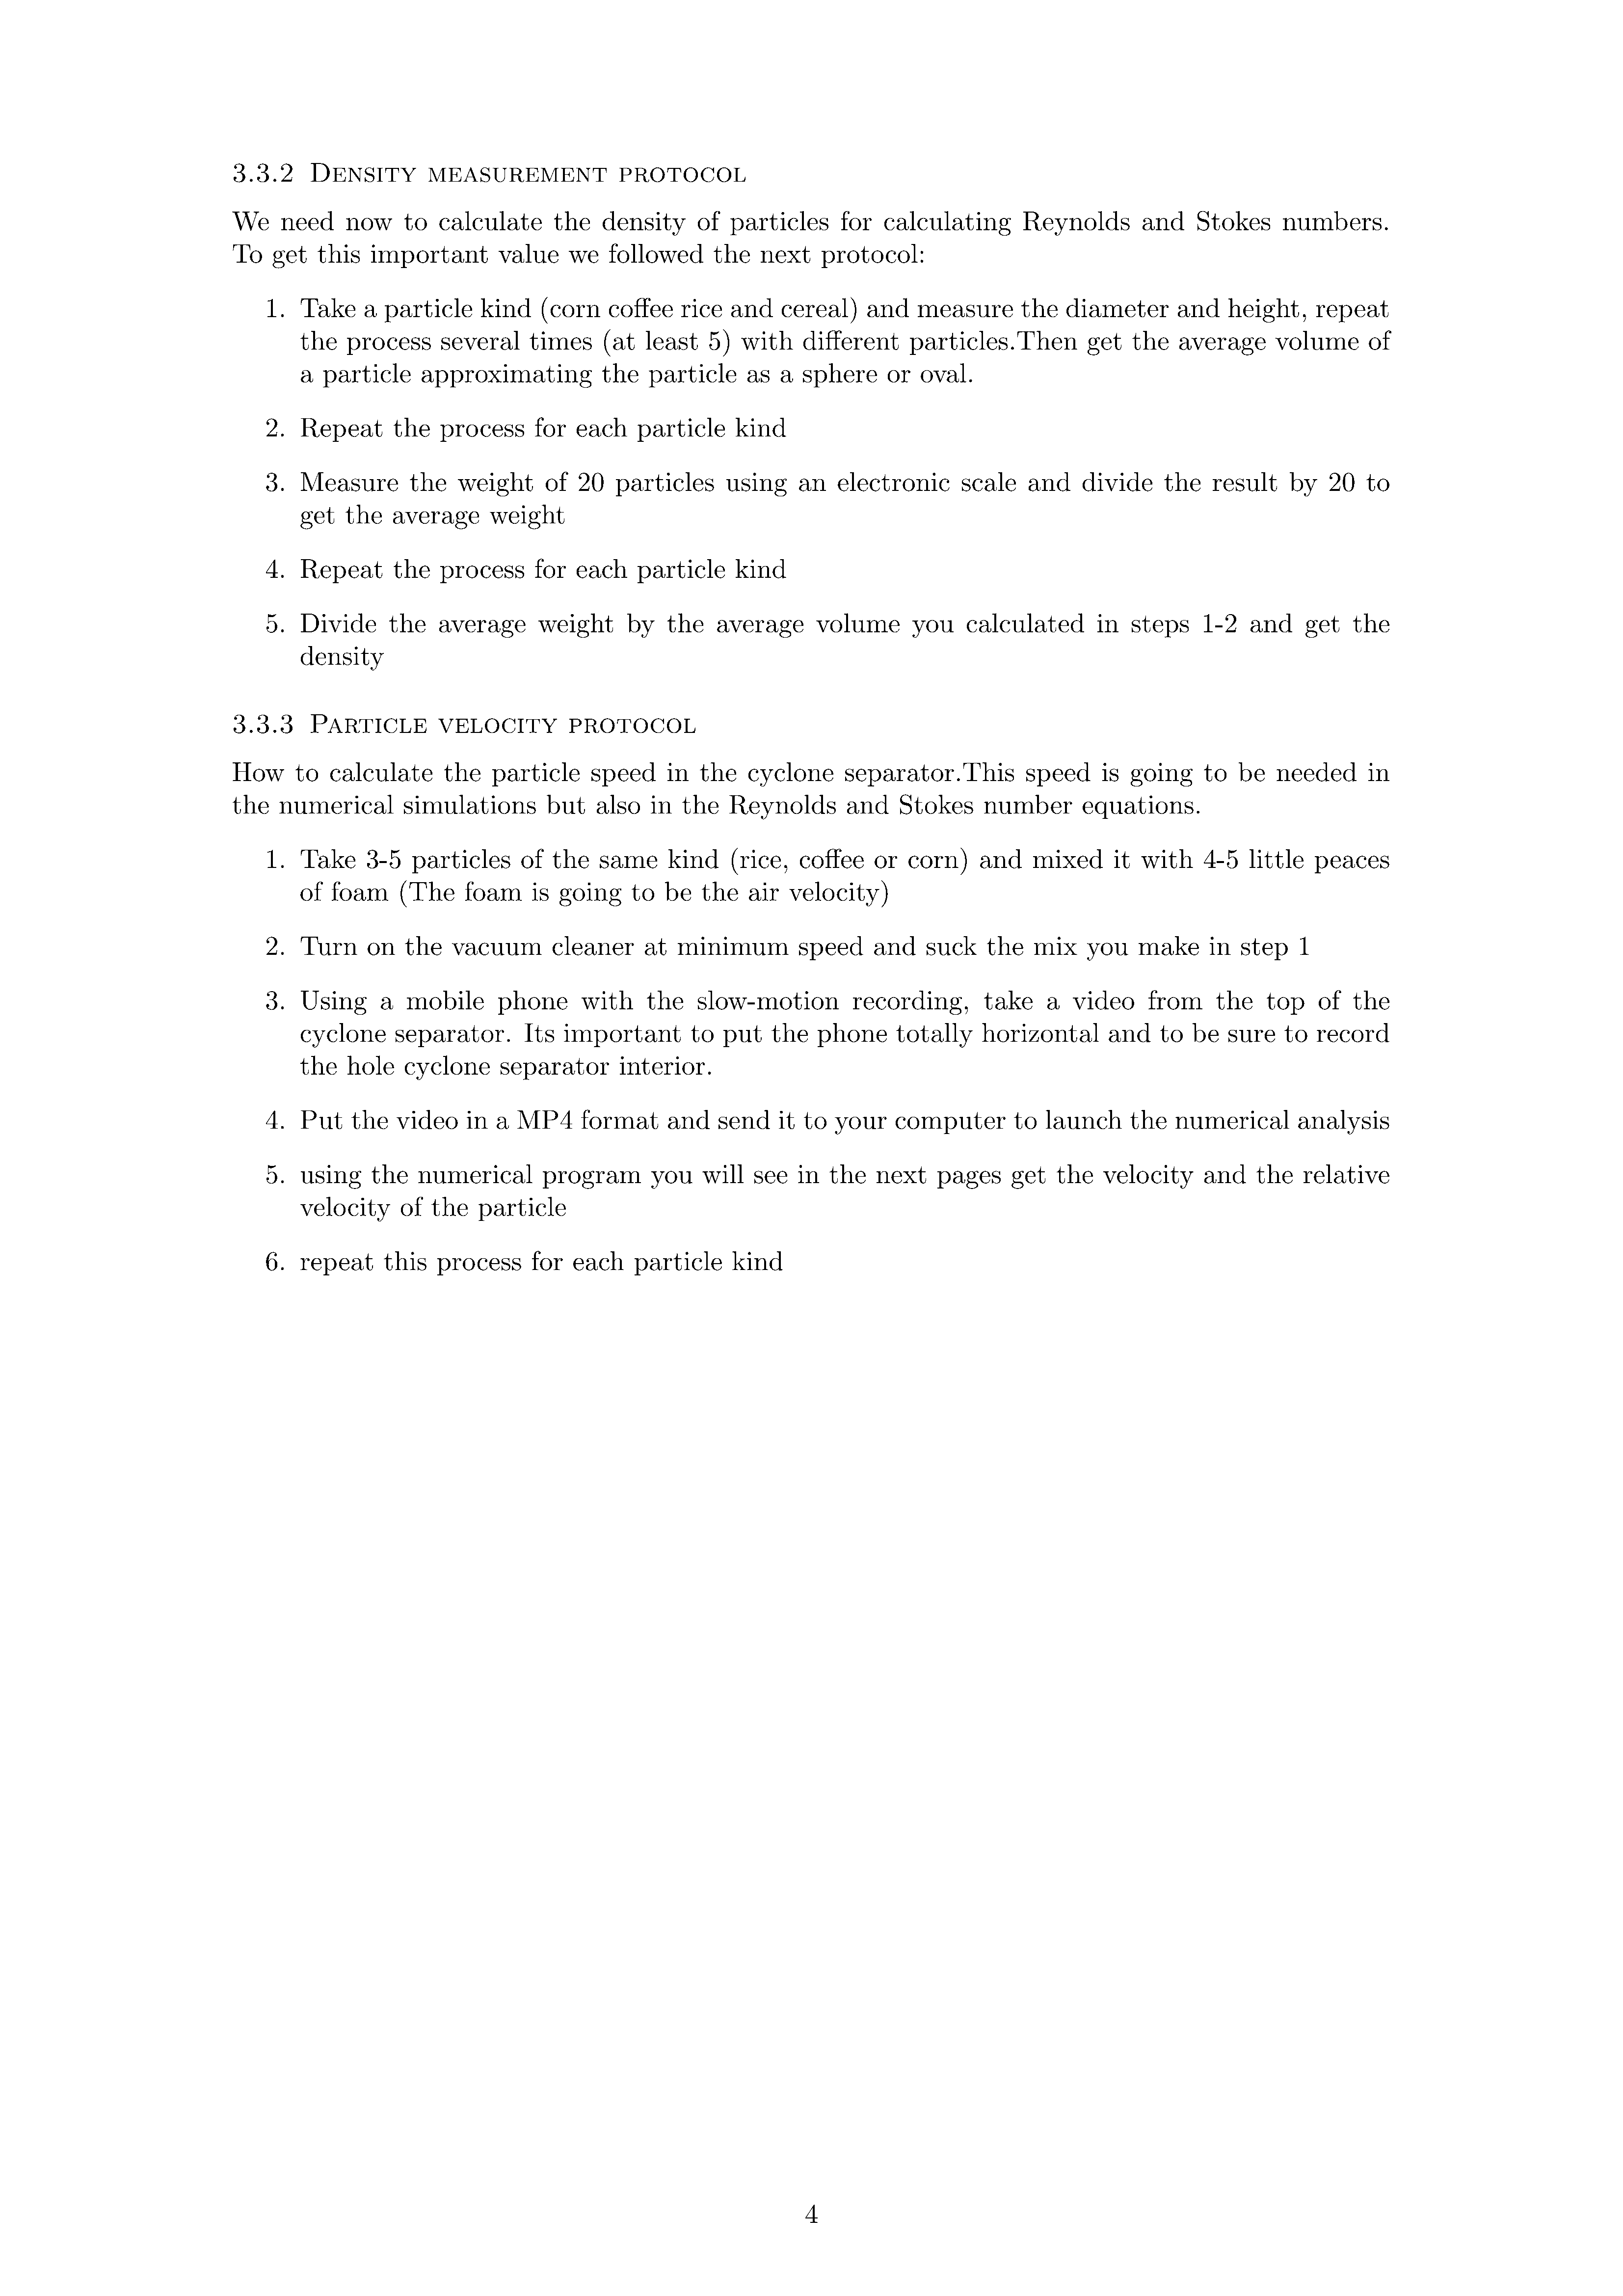 3.3.2 Density measurement protocol
We need now to calculate the density of particles for calculating Reynolds and Stokes numbers.
To get this important value we followed the next protocol:
1. Take a particle kind (corn coffee rice and cereal) and measure the diameter and height, repeat
the process several times (at least 5) with different particles.Then get the average volume of
a particle approximating the particle as a sphere or oval.
2. Repeat the process for each particle kind
3. Measure the weight of 20 particles using an electronic scale and divide the result by 20 to
get the average weight
4. Repeat the process for each particle kind
5. Divide the average weight by the average volume you calculated in steps 1-2 and get the
density
3.3.3 Particle velocity protocol
How to calculate the particle speed in the cyclone separator.This speed is going to be needed in
the numerical simulations but also in the Reynolds and Stokes number equations.
1. Take 3-5 particles of the same kind (rice, coffee or corn) and mixed it with 4-5 little peaces
of foam (The foam is going to be the air velocity)
2. Turn on the vacuum cleaner at minimum speed and suck the mix you make in step 1
3. Using a mobile phone with the slow-motion recording, take a video from the top of the
cyclone separator. Its important to put the phone totally horizontal and to be sure to record
the hole cyclone separator interior.
4. Put the video in a MP4 format and send it to your computer to launch the numerical analysis
5. using the numerical program you will see in the next pages get the velocity and the relative
velocity of the particle
6. repeat this process for each particle kind
4